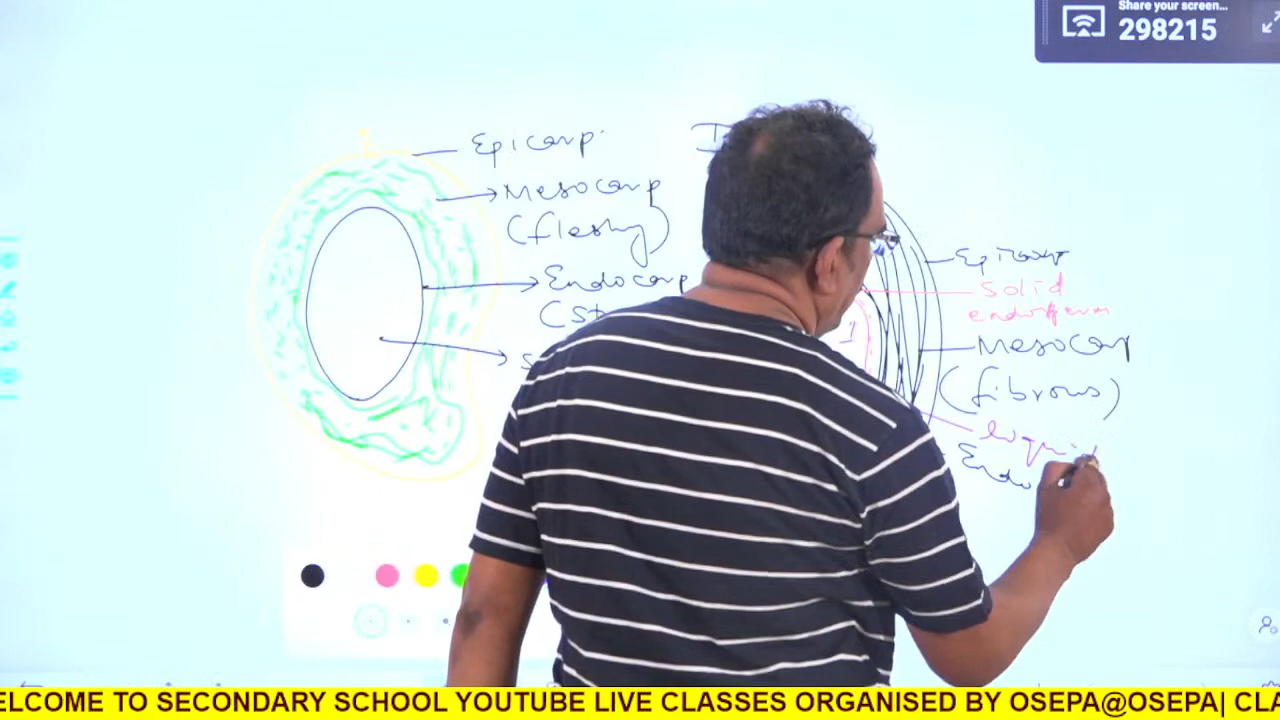 Share your screen...
298215
Epicarp
Mesocarp
(fleshy)
Endocarp
Epicarp
Solid
endosperm
Mesocarp
(fibrous)
Endo
ELCOME TO SECONDARY SCHOOL YOUTUBE LIVE CLASSES ORGANISED BY OSEPA@OSEPA| CLA